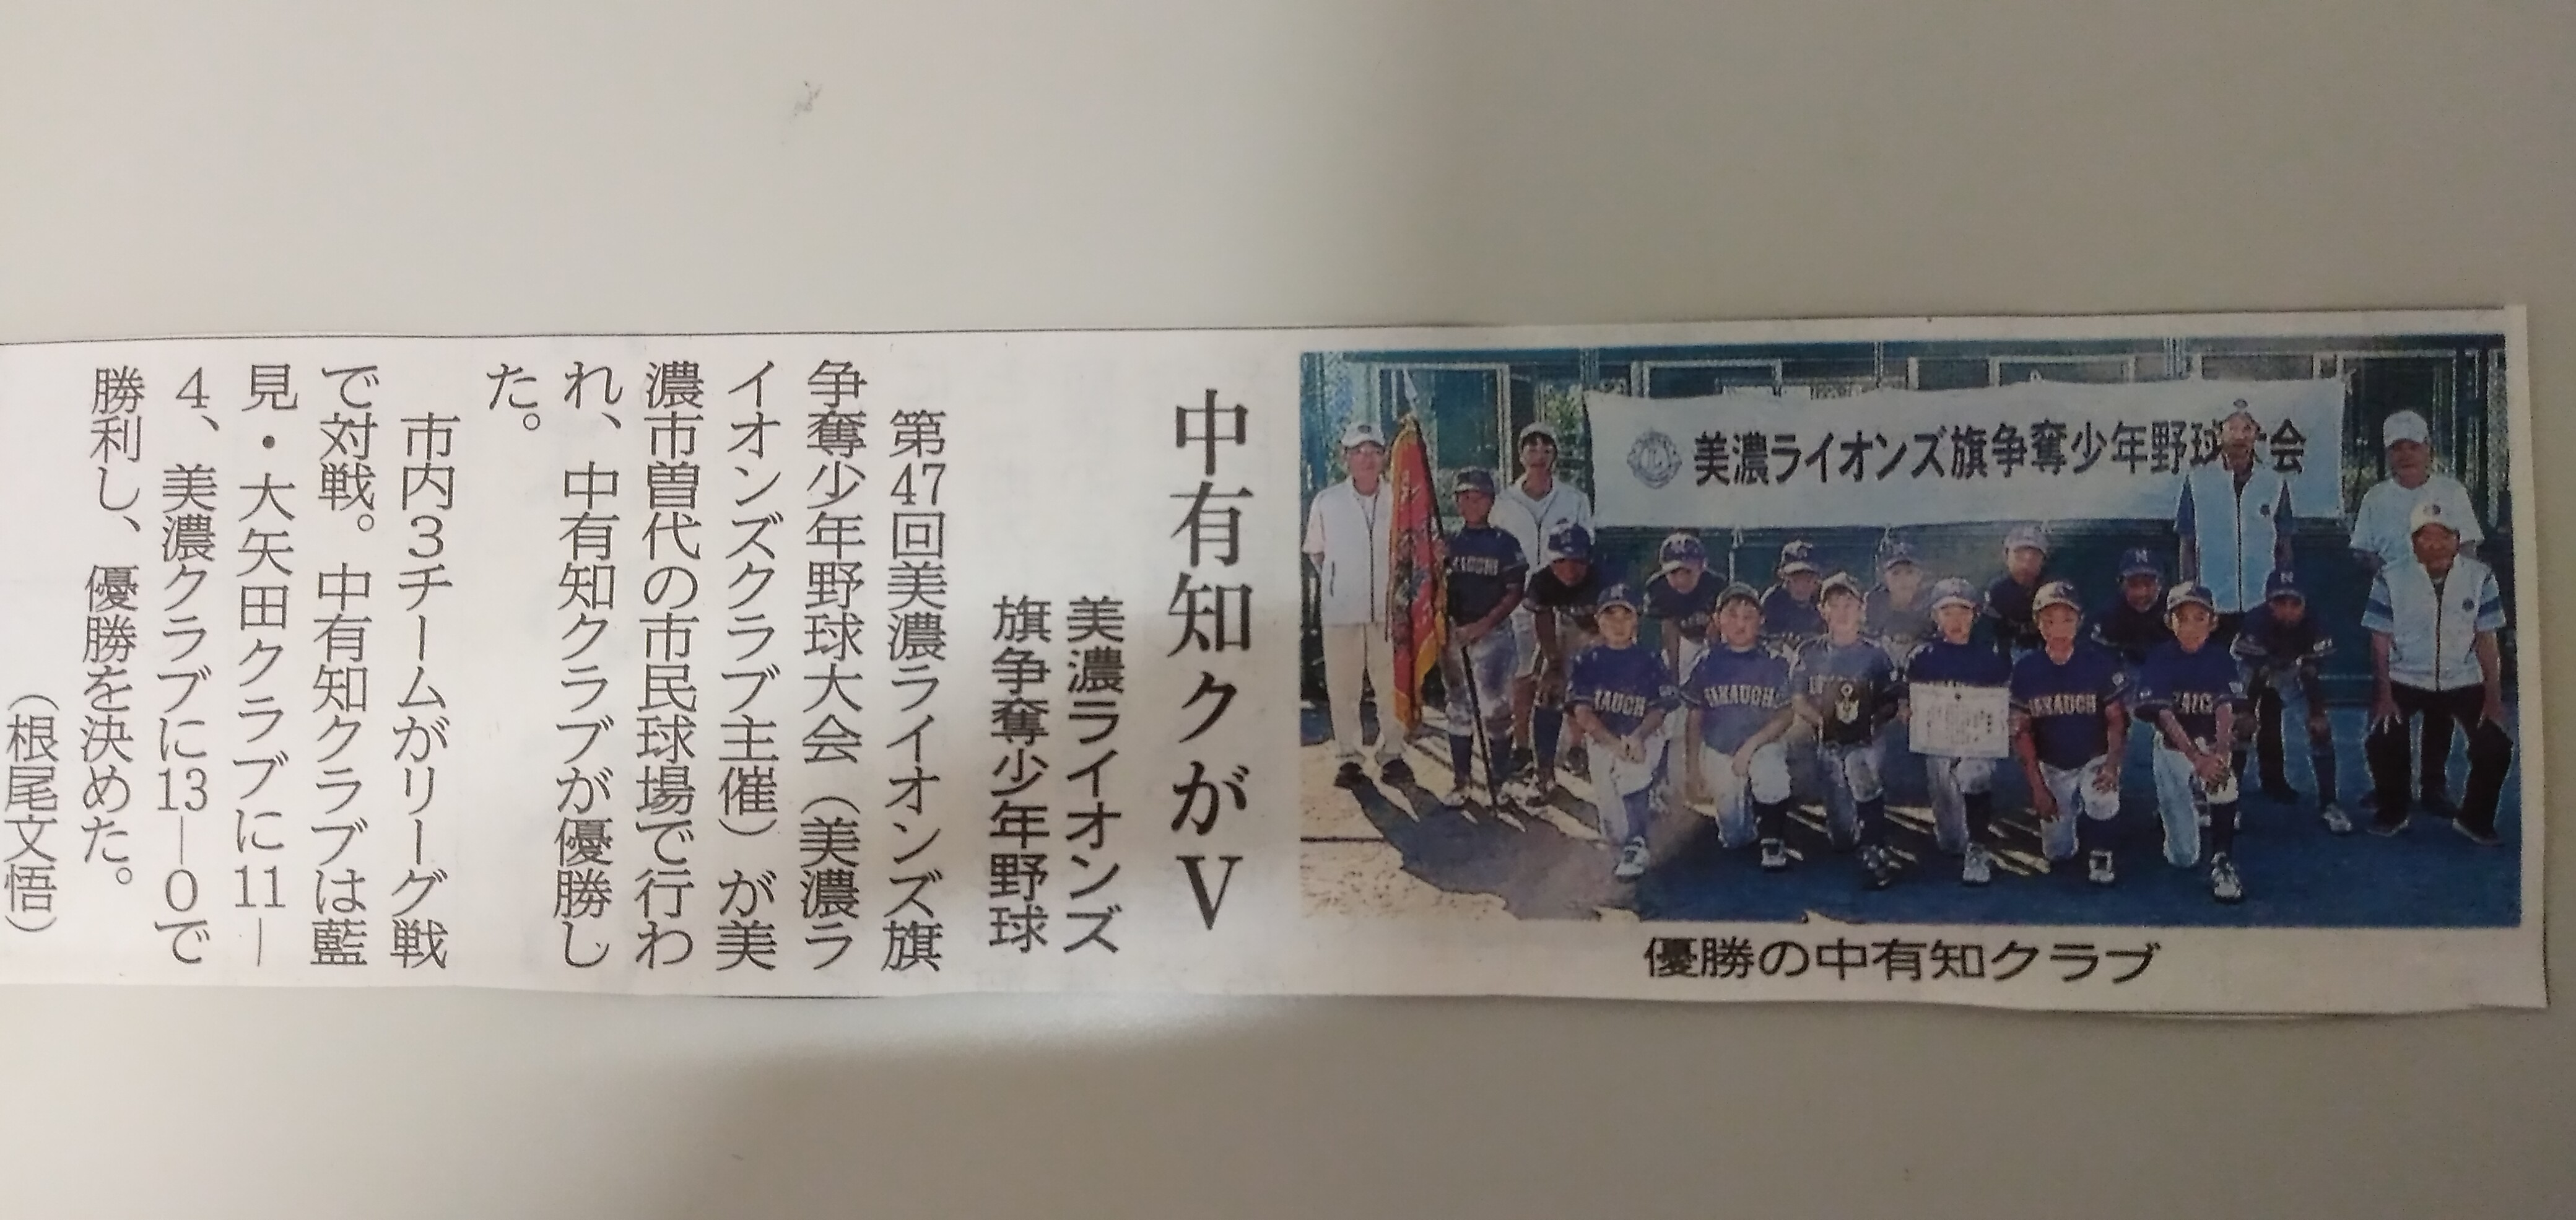 美濃ライオンズ旗争奪少年野球大会
優勝の中有知クラブ
中有知クがV
美濃ライオンズ
旗争奪少年野球
第47回美濃ライオンズ旗
争奪少年野球大会（美濃ラ
イオンズクラブ主催）が美
濃市曽代の市民球場で行わ
れ、中有知クラブが優勝し
た。
市内3チームがリーグ戦
で対戦。中有知クラブは藍
見・大矢田クラブに11―
4、美濃クラブに13―0で
勝利し、優勝を決めた。
（根尾文悟）